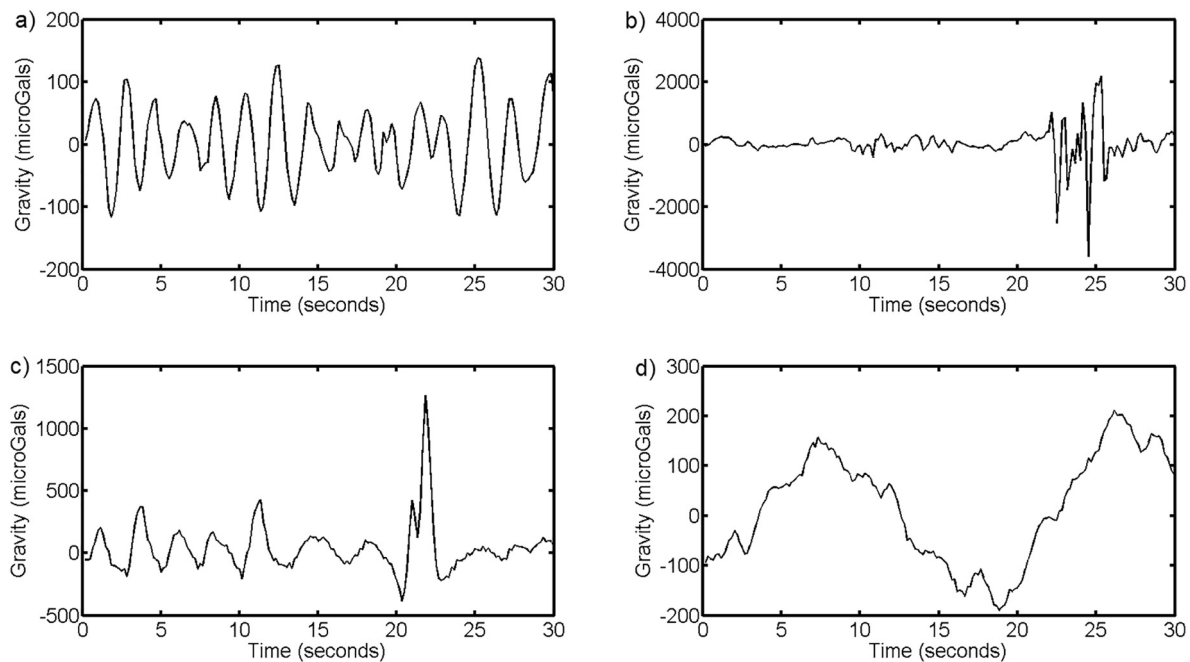 a) 200
100
0
-100
-200
Gravity (microGals)
0 5 10 15 20 25 30
Time (seconds)
b) 4000
2000
0
-2000
-4000
Gravity (microGals)
0 5 10 15 20 25 30
Time (seconds)
c) 1500
1000
500
0
-500
Gravity (microGals)
0 5 10 15 20 25 30
Time (seconds)
d) 300
200
100
0
-100
-200
Gravity (microGals)
0 5 10 15 20 25 30
Time (seconds)